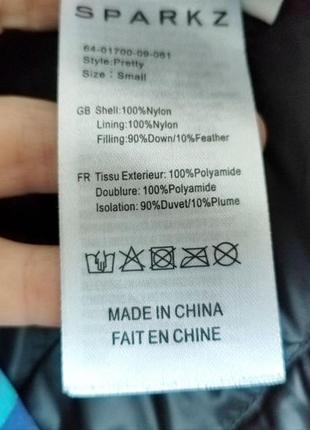 SPARKZ
64-01700-09-061
Style:Pretty
Size: Small
GB Shell:100%Nylon
Lining:100%Nylon
Filling:90%Down/10%Feather
FR Tissu Exterieur: 100%Polyamide
Doublure: 100%Polyamide
Isolation: 90%Duvet/10%Plume
MADE IN CHINA
FAIT EN CHINE